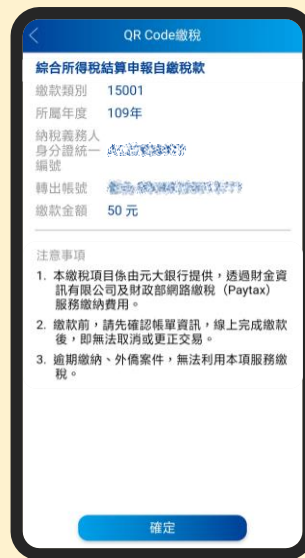 QR Code繳稅
綜合所得稅結算申報自繳稅款
繳款類別 15001
所屬年度 109年
納稅義務人
身分證統一
編號
轉出帳號
繳款金額 50 元
注意事項
1. 本繳稅項目係由元大銀行提供,透過財金資
訊有限公司及財政部網路繳稅(Paytax)
服務繳納費用。
2. 繳款前,請先確認帳單資訊,線上完成繳款
後,即無法取消或更正交易。
3. 逾期繳納、外僑案件,無法利用本項服務繳
稅。
確定